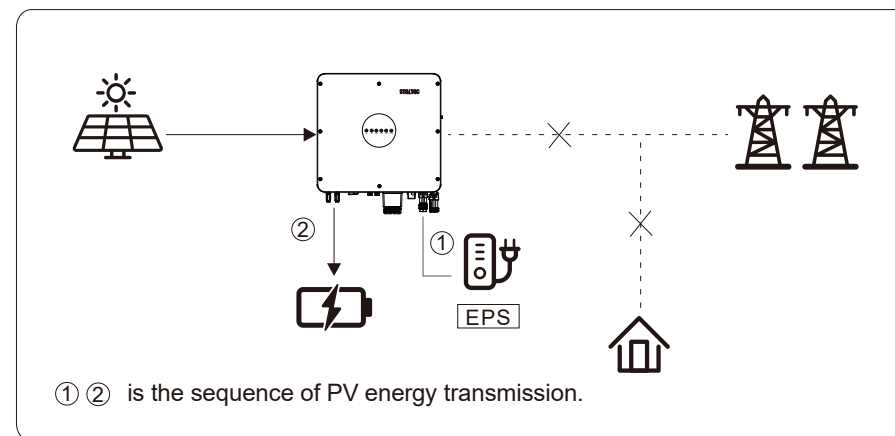 ②
①
EPS
① ② is the sequence of PV energy transmission.